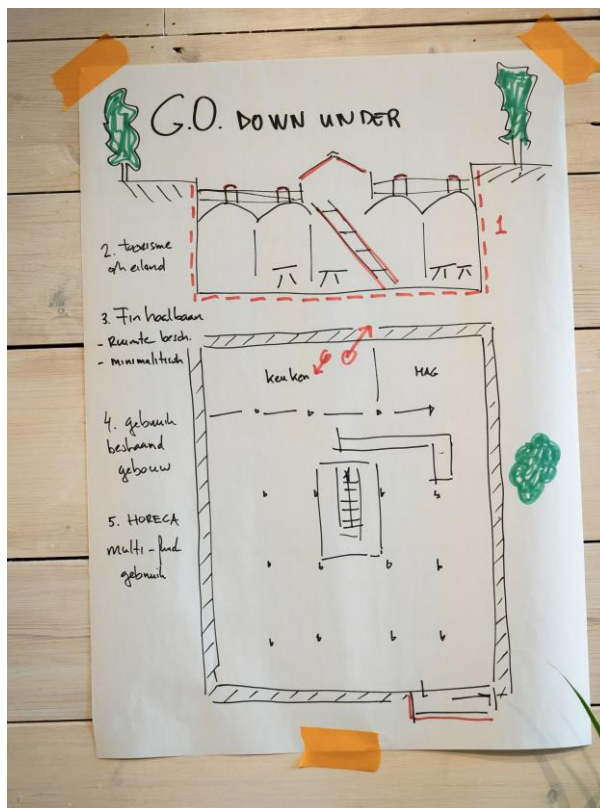 G.O. DOWN UNDER
1
2. toerisme
op eiland
3. Fin haalbaar
- Ruimte besch.
- minimalistisch
keuken
MAG
4. gebruik
bestaand
gebouw
5. HORECA
multi-funct
gebruik